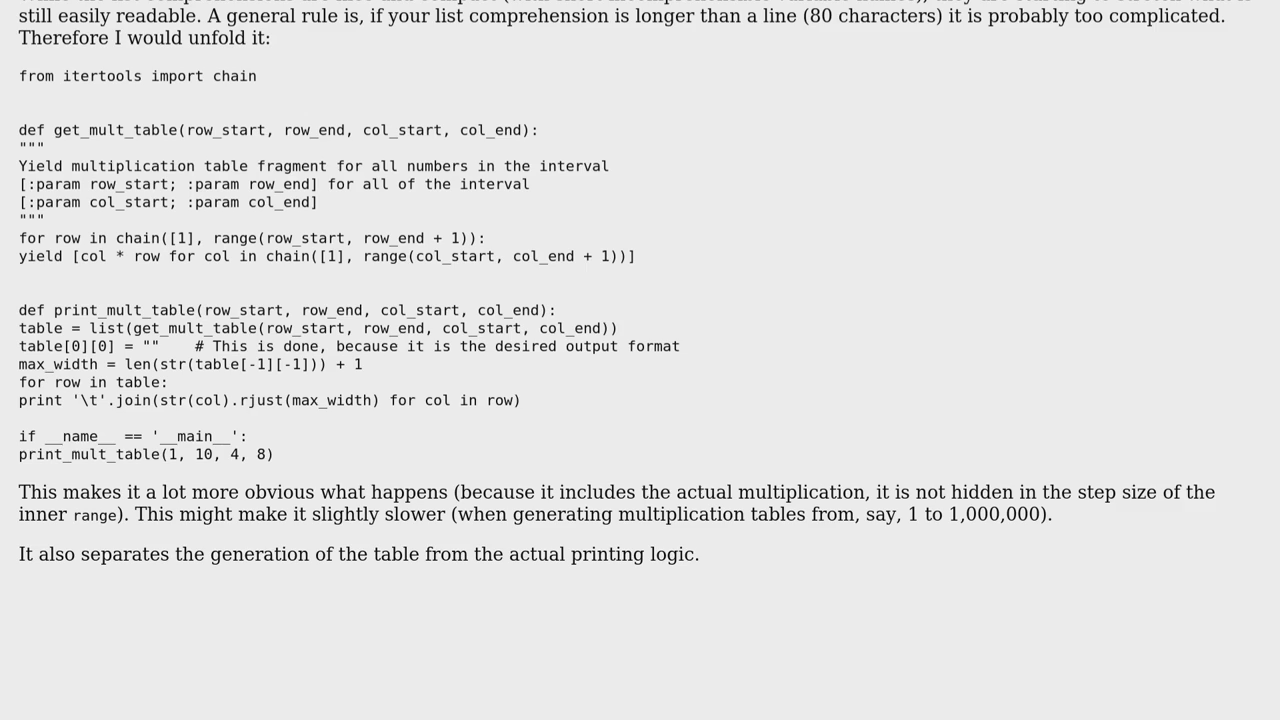 still easily readable. A general rule is, if your list comprehension is longer than a line (80 characters) it is probably too complicated.
Therefore I would unfold it:
from itertools import chain
def get_mult_table(row_start, row_end, col_start, col_end):
"""
Yield multiplication table fragment for all numbers in the interval
[:param row_start; :param row_end] for all of the interval
[:param col_start; :param col_end]
"""
for row in chain([1], range(row_start, row_end + 1)):
yield [col * row for col in chain([1], range(col_start, col_end + 1))]
def print_mult_table(row_start, row_end, col_start, col_end):
table = list(get_mult_table(row_start, row_end, col_start, col_end))
table[0][0] = ""    # This is done, because it is the desired output format
max_width = len(str(table[-1][-1])) + 1
for row in table:
print '\t'.join(str(col).rjust(max_width) for col in row)
if __name__ == '__main__':
print_mult_table(1, 10, 4, 8)
This makes it a lot more obvious what happens (because it includes the actual multiplication, it is not hidden in the step size of the
inner range). This might make it slightly slower (when generating multiplication tables from, say, 1 to 1,000,000).
It also separates the generation of the table from the actual printing logic.